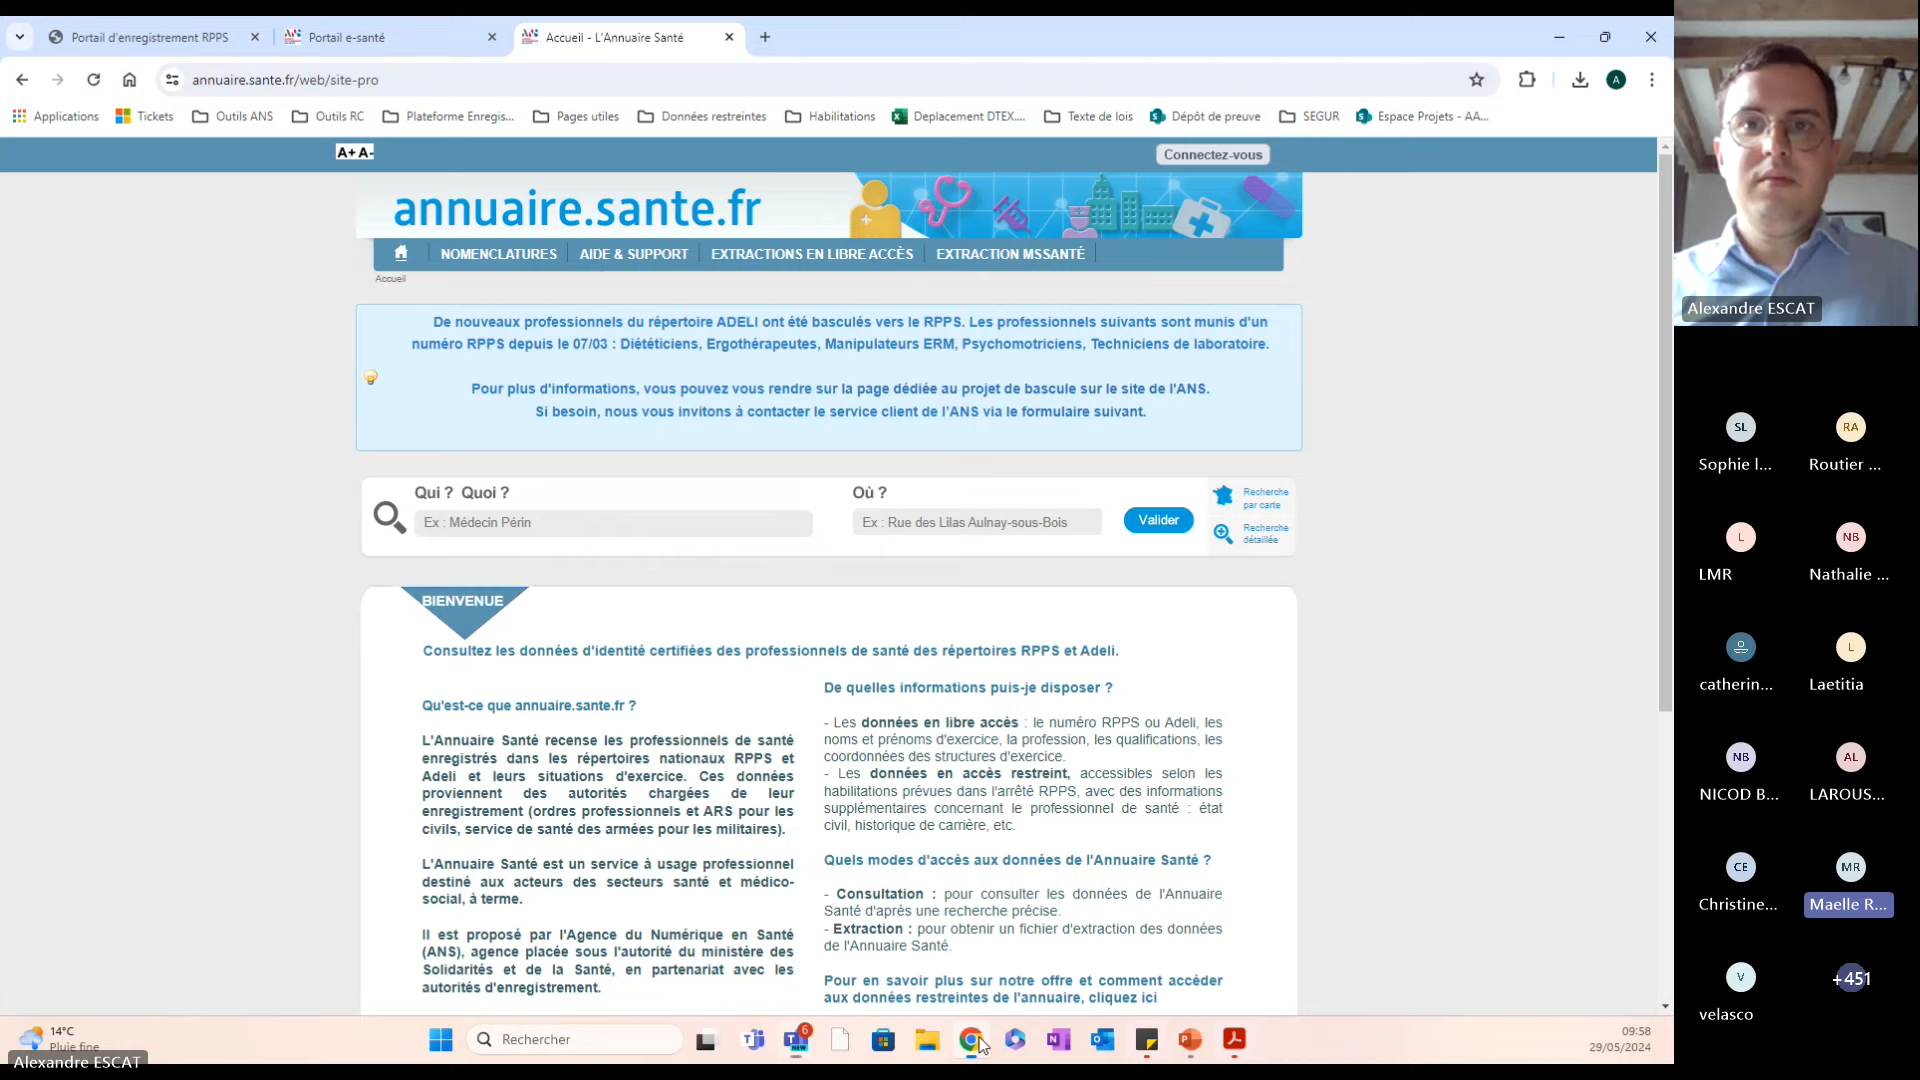 Portail d'enregistrement RPPS
Portail e-santé
Accueil - L'Annuaire Santé
annuaire.sante.fr/web/site-pro
A
Applications
Tickets
Outils ANS
Outils RC
Plateforme Enregis...
Pages utiles
Données restreintes
Habilitations
Deplacement DTEX....
Texte de lois
Dépôt de preuve
SEGUR
Espace Projets - AA...
A+ A-
Connectez-vous
annuaire.sante.fr
NOMENCLATURES
AIDE & SUPPORT
EXTRACTIONS EN LIBRE ACCÈS
EXTRACTION MSSANTÉ
Accueil
De nouveaux professionnels du répertoire ADELI ont été basculés vers le RPPS. Les professionnels suivants sont munis d'un
numéro RPPS depuis le 07/03 : Diététiciens, Ergothérapeutes, Manipulateurs ERM, Psychomotriciens, Techniciens de laboratoire.
Pour plus d'informations, vous pouvez vous rendre sur la page dédiée au projet de bascule sur le site de l'ANS.
Si besoin, nous vous invitons à contacter le service client de l'ANS via le formulaire suivant.
Qui ? Quoi ?
Ex : Médecin Périn
Où ?
Ex : Rue des Lilas Aulnay-sous-Bois
Valider
Recherche
par carte
Recherche
détaillée
BIENVENUE
Consultez les données d'identité certifiées des professionnels de santé des répertoires RPPS et Adeli.
Qu'est-ce que annuaire.sante.fr ?
L'Annuaire Santé recense les professionnels de santé
enregistrés dans les répertoires nationaux RPPS et
Adeli et leurs situations d'exercice. Ces données
proviennent des autorités chargées de leur
enregistrement (ordres professionnels et ARS pour les
civils, service de santé des armées pour les militaires).
L'Annuaire Santé est un service à usage professionnel
destiné aux acteurs des secteurs santé et médico-
social, à terme.
Il est proposé par l'Agence du Numérique en Santé
(ANS), agence placée sous l'autorité du ministère des
Solidarités et de la Santé, en partenariat avec les
autorités d'enregistrement.
De quelles informations puis-je disposer ?
- Les données en libre accès : le numéro RPPS ou Adeli, les
noms et prénoms d'exercice, la profession, les qualifications, les
coordonnées des structures d'exercice.
- Les données en accès restreint, accessibles selon les
habilitations prévues dans l'arrêté RPPS, avec des informations
supplémentaires concernant le professionnel de santé : état
civil, historique de carrière, etc.
Quels modes d'accès aux données de l'Annuaire Santé ?
- Consultation : pour consulter les données de l'Annuaire
Santé d'après une recherche précise.
- Extraction : pour obtenir un fichier d'extraction des données
de l'Annuaire Santé.
Pour en savoir plus sur notre offre et comment accéder
aux données restreintes de l'annuaire, cliquez ici
14°C
Pluie fine
Rechercher
6
NEW
09:58
29/05/2024
Alexandre ESCAT
Alexandre ESCAT
SL
RA
Sophie l...
Routier ...
L
NB
LMR
Nathalie ...
L
catherin...
Laetitia
NB
AL
NICOD B...
LAROUS...
CE
MR
Christine...
Maelle R...
V
+451
velasco